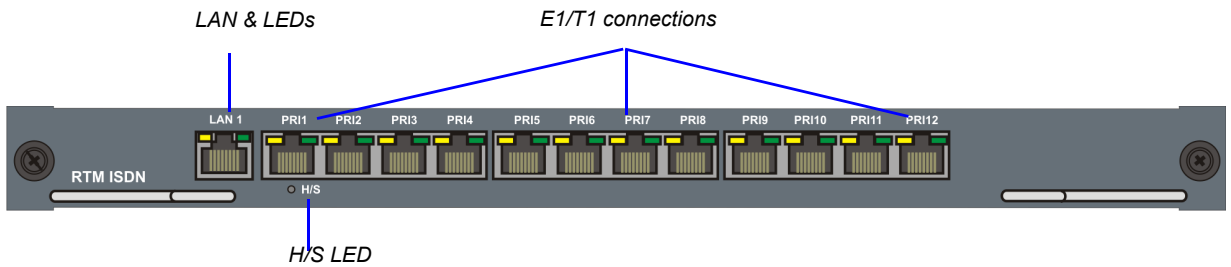 LAN & LEDs
E1/T1 connections
LAN 1 PRI1 PRI2 PRI3 PRI4 PRI5 PRI6 PRI7 PRI8 PRI9 PRI10 PRI11 PRI12
RTM ISDN
H/S
H/S LED